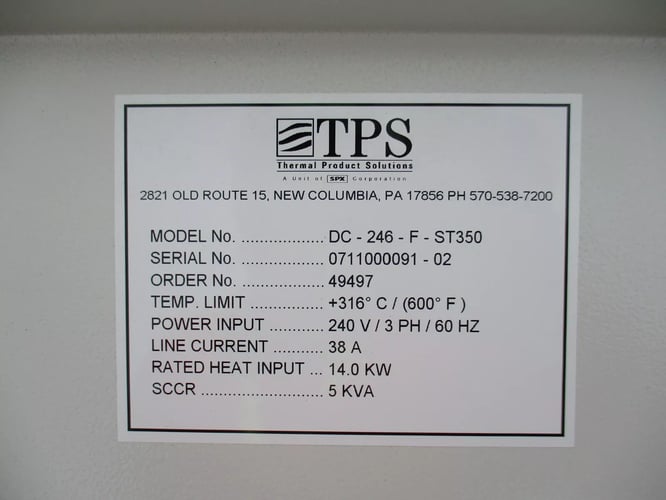 TPS
Thermal Product Solutions
A Unit of SPX Corporation
2821 OLD ROUTE 15, NEW COLUMBIA, PA 17856 PH 570-538-7200
MODEL No. .................. DC - 246 - F - ST350
SERIAL No. .................. 0711000091 - 02
ORDER No. .................. 49497
TEMP. LIMIT ................ +316° C / (600° F )
POWER INPUT ............. 240 V / 3 PH / 60 HZ
LINE CURRENT ........... 38 A
RATED HEAT INPUT ... 14.0 KW
SCCR ........................... 5 KVA